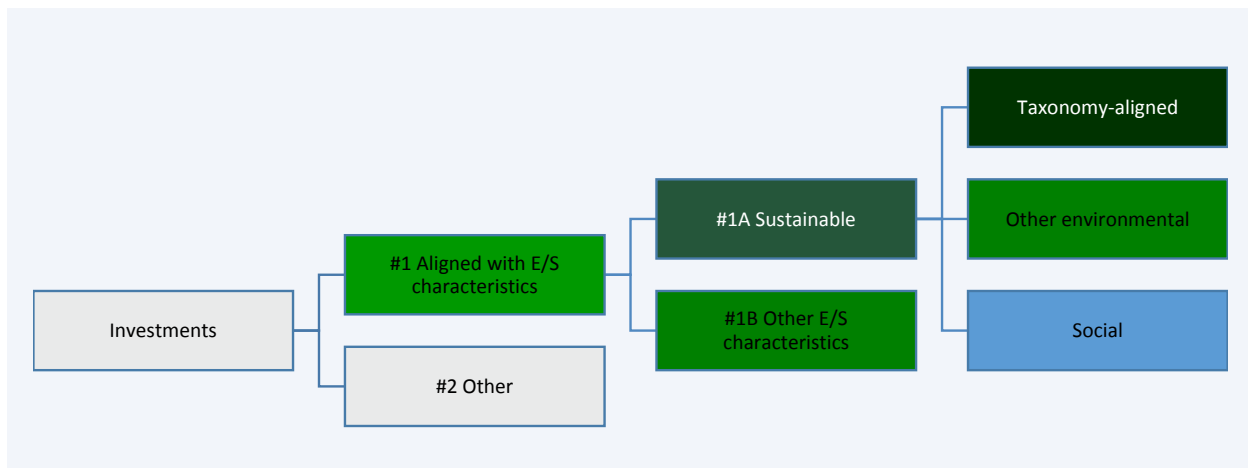 Investments
#1 Aligned with E/S
characteristics
#2 Other
#1A Sustainable
#1B Other E/S
characteristics
Taxonomy-aligned
Other environmental
Social